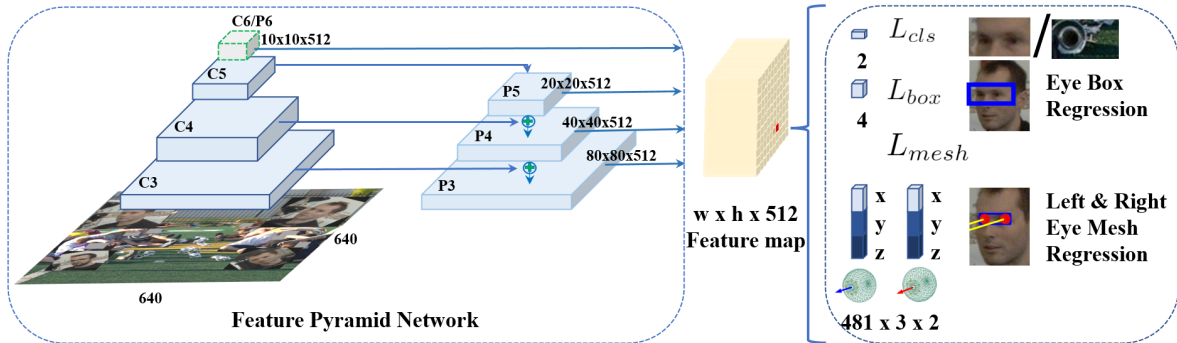 C6/P6
10x10x512
C5
C4
C3
P5
20x20x512
P4
40x40x512
P3
80x80x512
640
640
Feature Pyramid Network
w x h x 512
Feature map
L_cls
2
/
L_box
4
Eye Box
Regression
L_mesh
x x
y y
z z
Left & Right
Eye Mesh
Regression
481 x 3 x 2